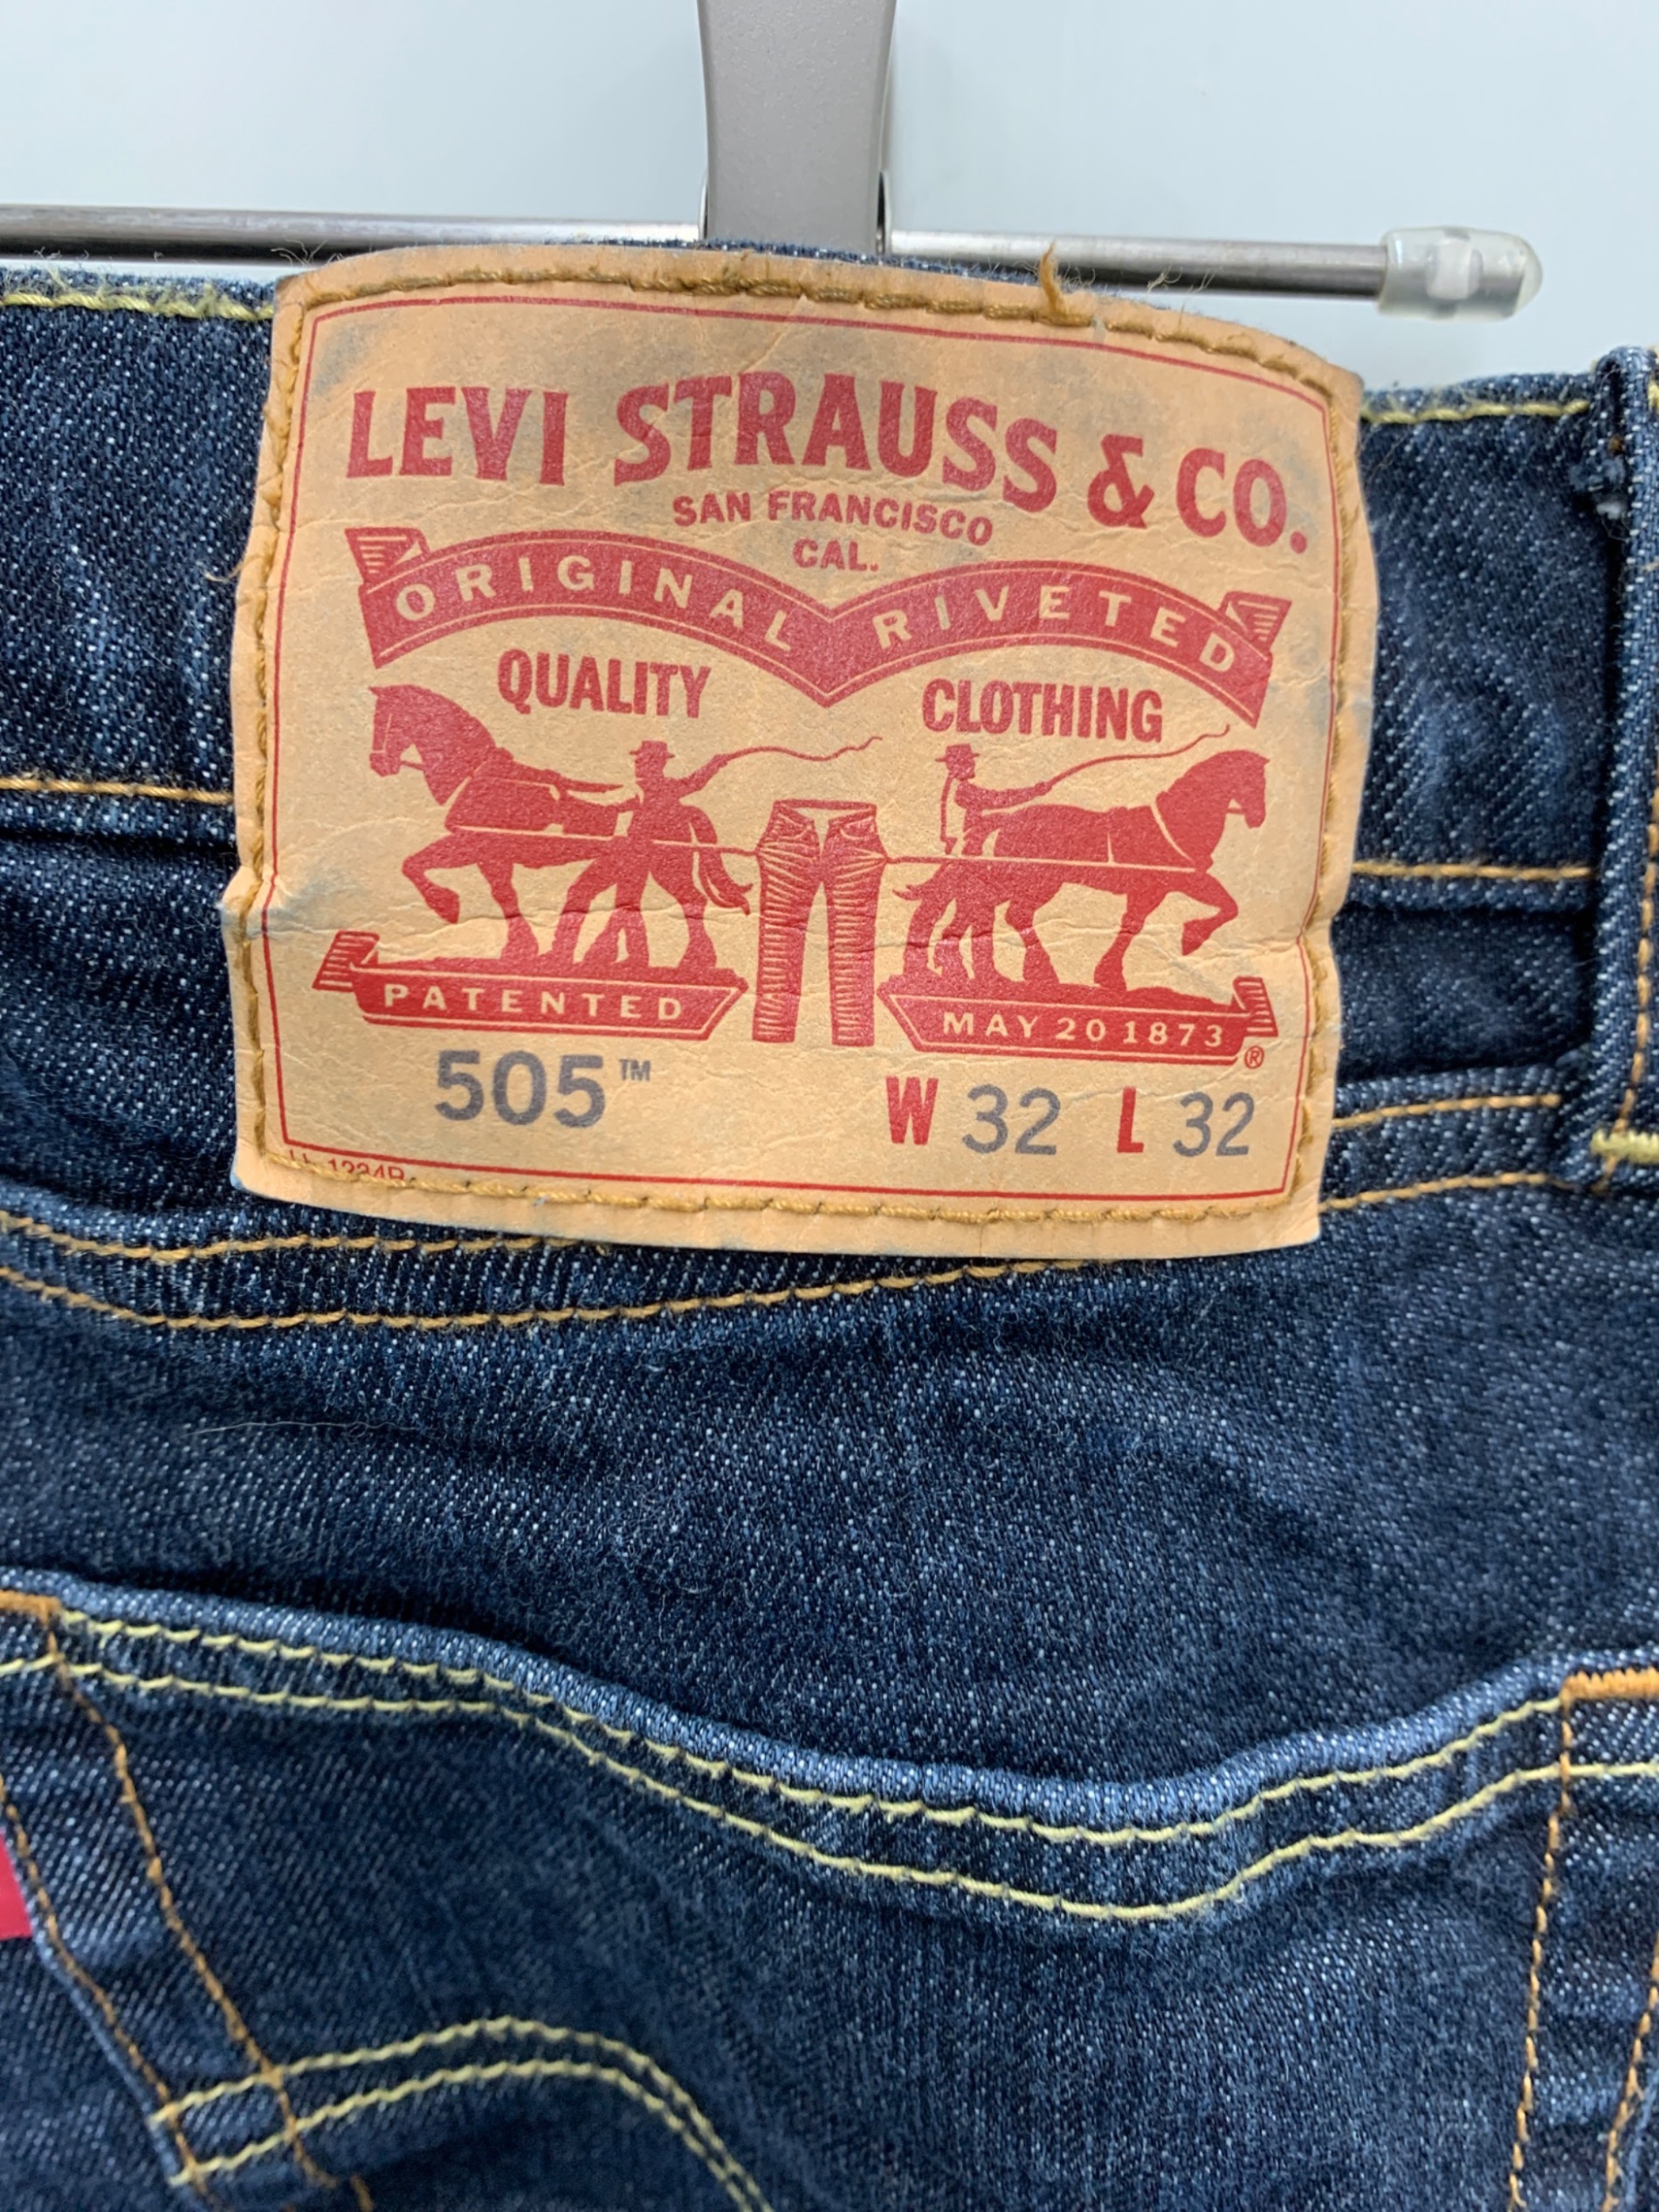 LEVI STRAUSS & CO.
SAN FRANCISCO
CAL.
ORIGINAL RIVETED
QUALITY CLOTHING
PATENTED MAY 20 1873 ®
505™ W 32 L 32